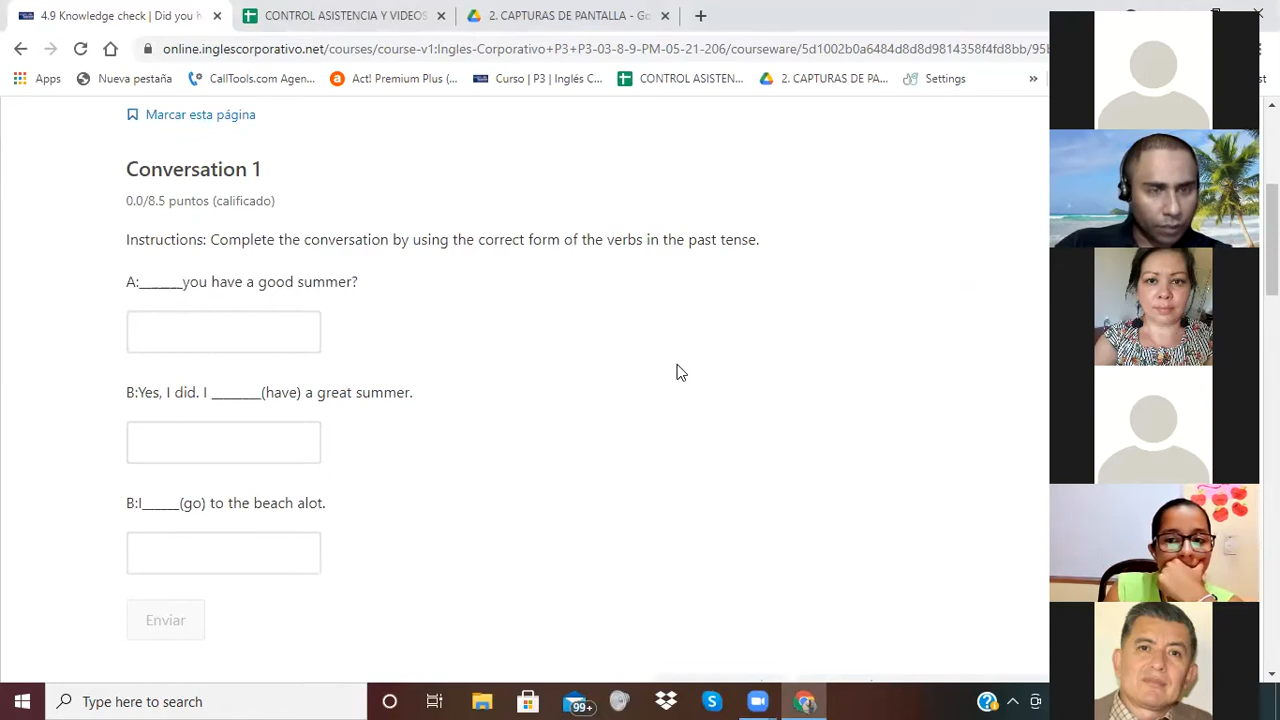 4.9 Knowledge check | Did you h
CONTROL ASISTENCIA Y VIDEOS
2. CAPTURAS DE PANTALLA - Go
online.inglescorporativo.net/courses/course-v1:Ingles-Corporativo+P3+P3-03-8-9-PM-05-21-206/courseware/5d1002b0a6484d8d8d9814358f4fd8bb/95b
Apps
Nueva pestaña
CallTools.com Agen...
Act! Premium Plus (...
Curso | P3 | Inglés C...
CONTROL ASISTEN...
2. CAPTURAS DE PA...
Settings
»
st
Marcar esta página
Conversation 1
0.0/8.5 puntos (calificado)
Instructions: Complete the conversation by using the correct form of the verbs in the past tense.
A:______you have a good summer?
B:Yes, I did. I _______(have) a great summer.
B:I_____(go) to the beach alot.
Enviar
Type here to search
99+